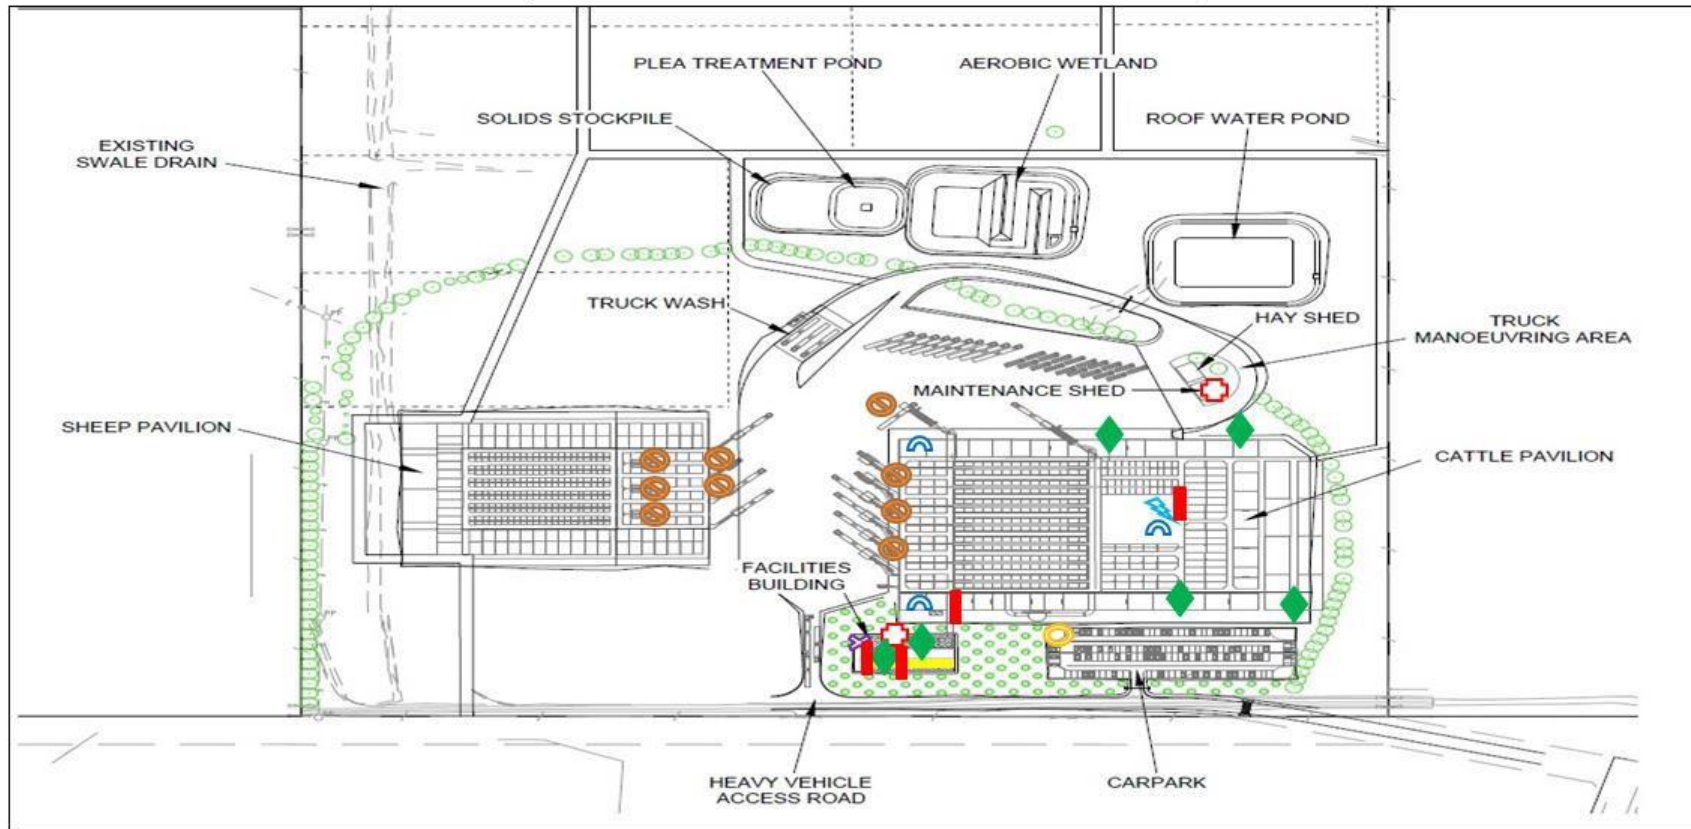 PLEA TREATMENT POND
AEROBIC WETLAND
SOLIDS STOCKPILE
ROOF WATER POND
EXISTING
SWALE DRAIN
TRUCK WASH
HAY SHED
TRUCK
MANOEUVRING AREA
MAINTENANCE SHED
SHEEP PAVILION
CATTLE PAVILION
FACILITIES
BUILDING
HEAVY VEHICLE
ACCESS ROAD
CARPARK